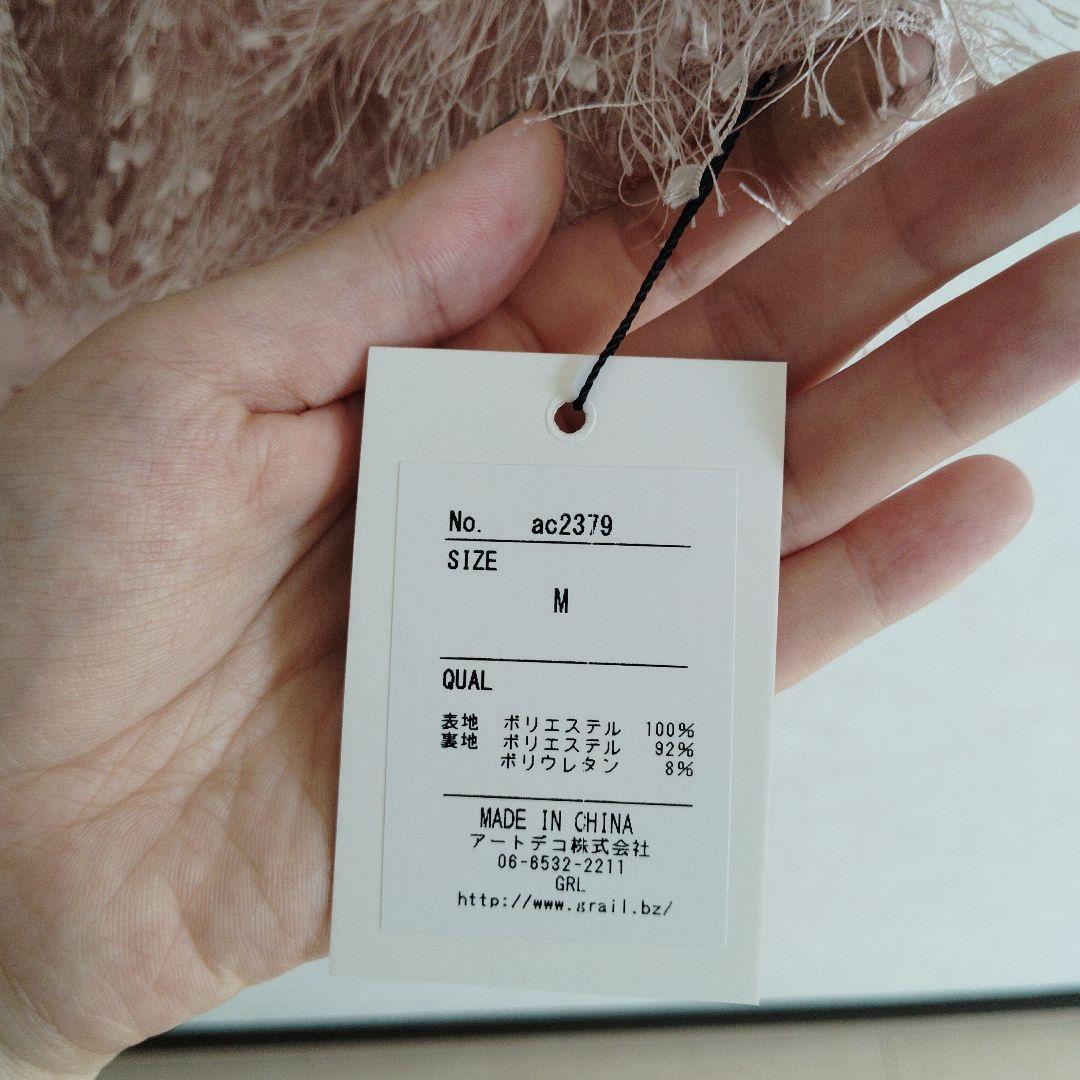 No. ac2379
SIZE
M
QUAL
表地 ポリエステル 100%
裏地 ポリエステル 92%
ポリウレタン 8%
MADE IN CHINA
アートデコ株式会社
06-6532-2211
GRL
http://www.grail.bz/